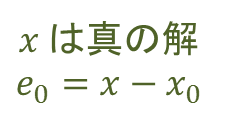 𝑥 は真の解
𝑒₀ = 𝑥 − 𝑥₀